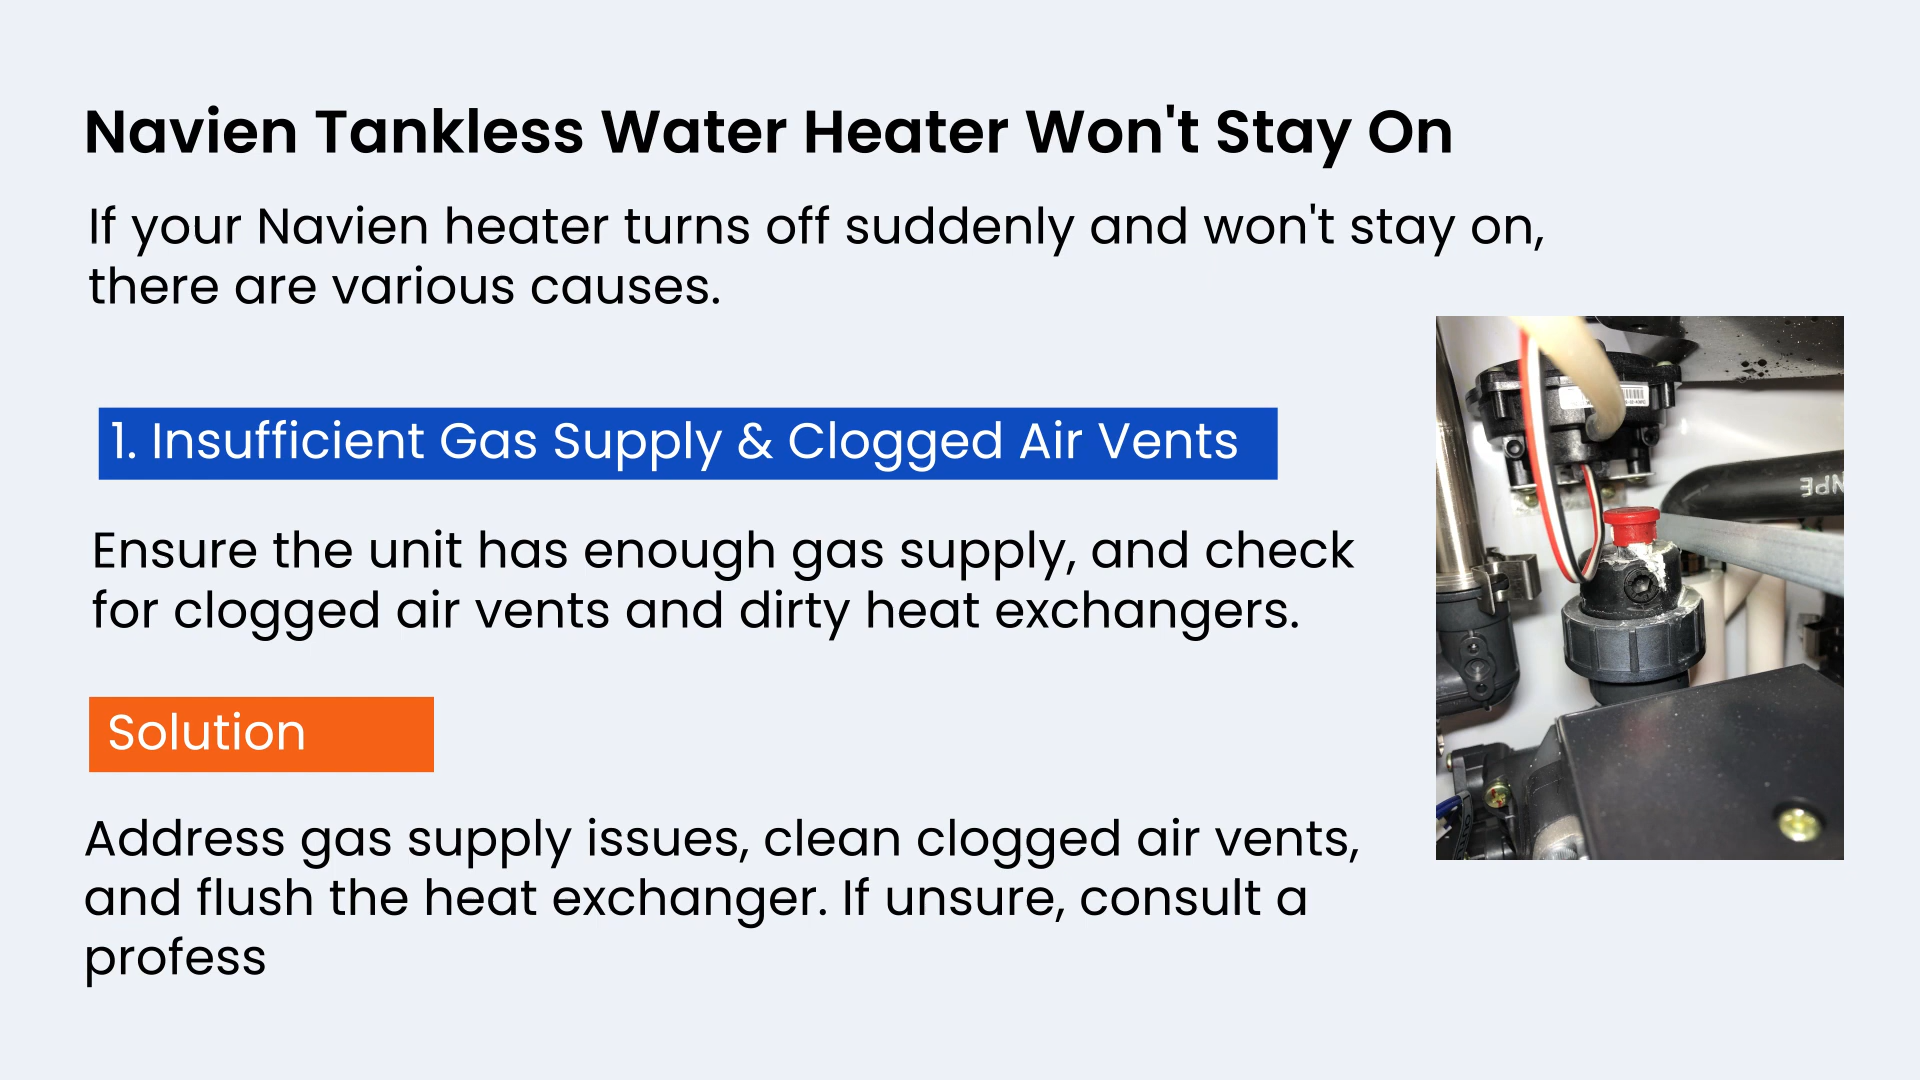 Navien Tankless Water Heater Won't Stay On
If your Navien heater turns off suddenly and won't stay on,
there are various causes.
1. Insufficient Gas Supply & Clogged Air Vents
Ensure the unit has enough gas supply, and check
for clogged air vents and dirty heat exchangers.
Solution
Address gas supply issues, clean clogged air vents,
and flush the heat exchanger. If unsure, consult a
profess